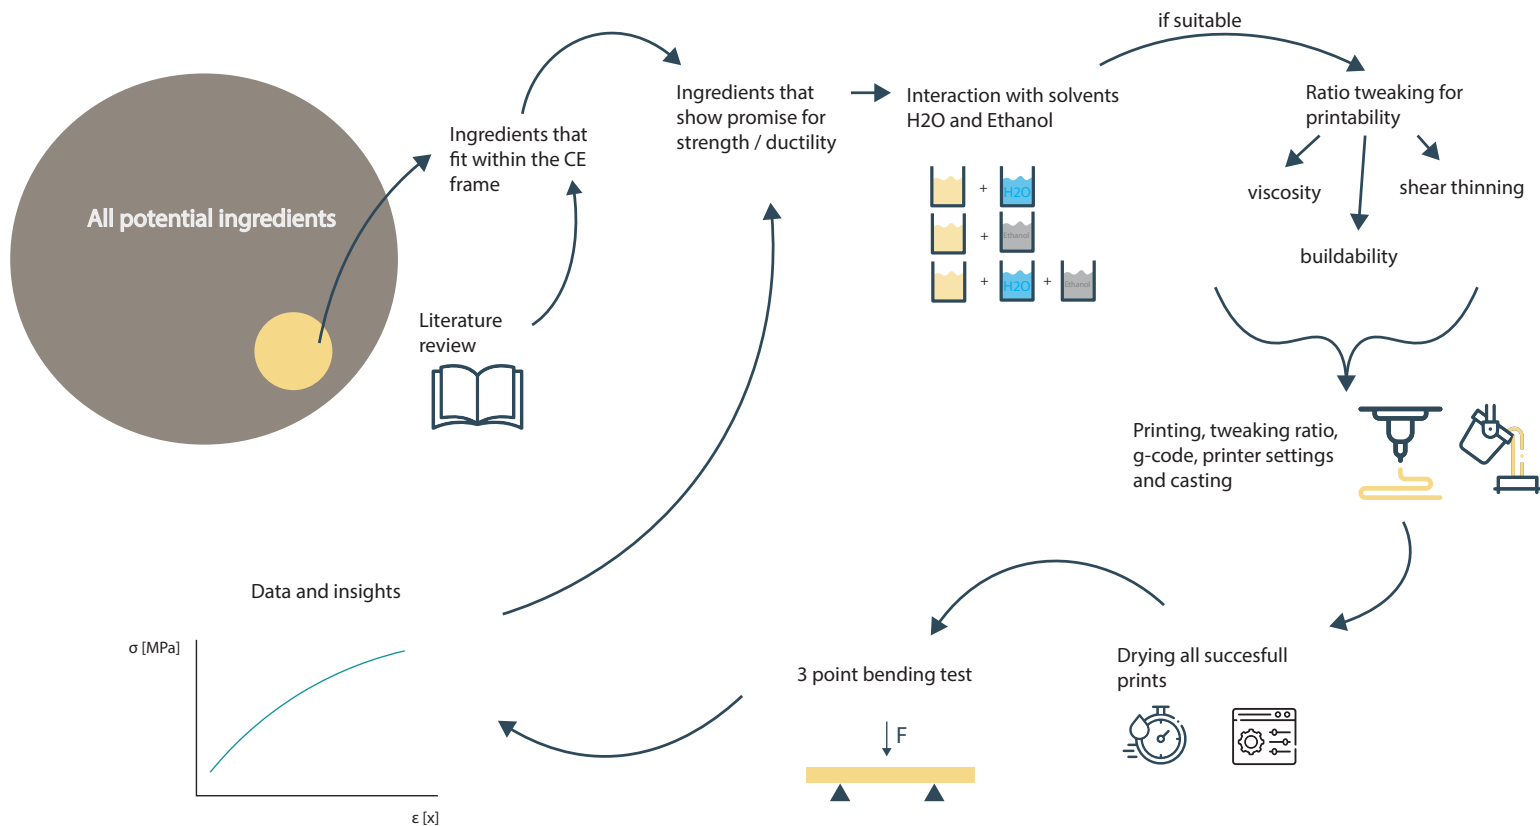 All potential ingredients
Ingredients that
fit within the CE
frame
Literature
review
Ingredients that
show promise for
strength / ductility
Interaction with solvents
H2O and Ethanol
+
H2O
+
Ethanol
+
H2O
+
Ethanol
if suitable
Ratio tweaking for
printability
viscosity
shear thinning
buildability
Printing, tweaking ratio,
g-code, printer settings
and casting
Drying all succesfull
prints
3 point bending test
F
Data and insights
σ [MPa]
ε [x]